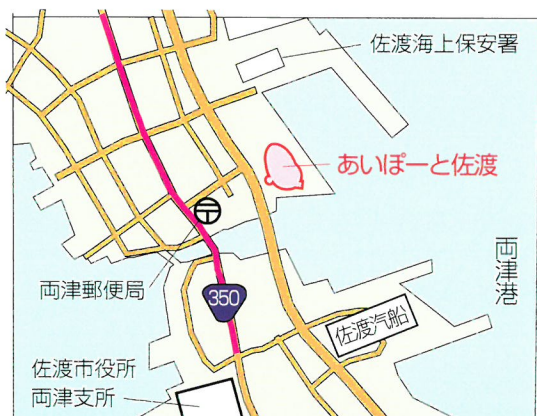 佐渡海上保安署
あいぽーと佐渡
両津港
両津郵便局
350
佐渡汽船
佐渡市役所
両津支所